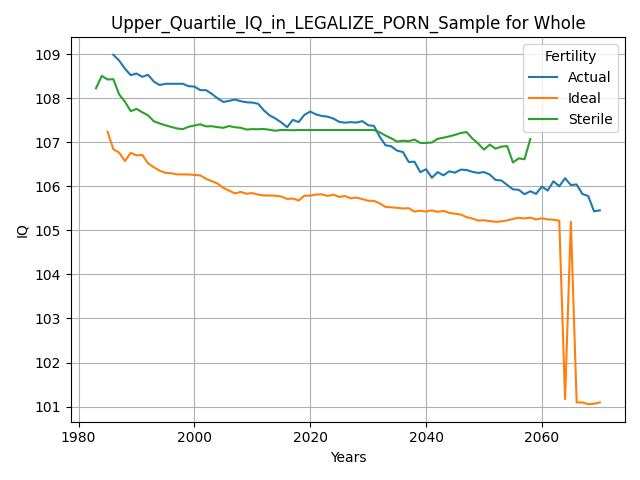 Upper_Quartile_IQ_in_LEGALIZE_PORN_Sample for Whole
Fertility
Actual
Ideal
Sterile
109
108
107
106
105
104
103
102
101
IQ
1980
2000
2020
2040
2060
Years